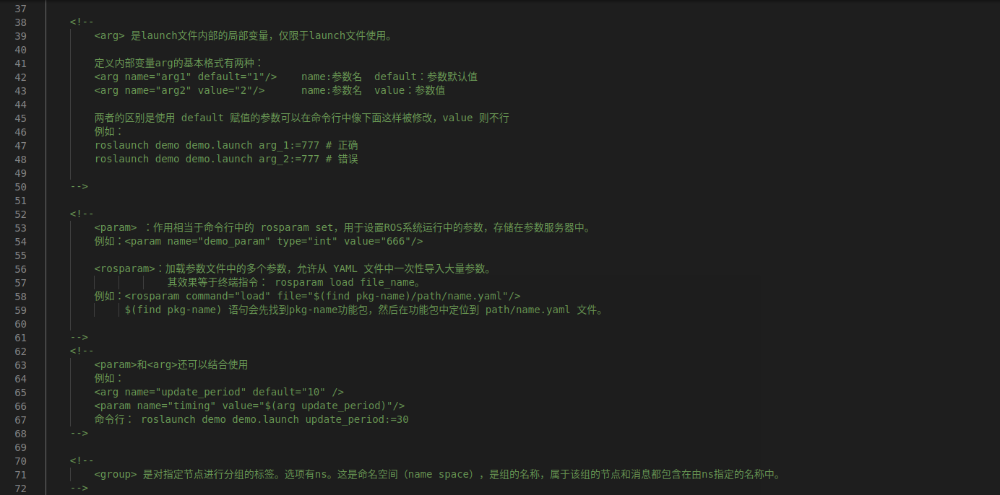 37
38 <!--
39 <arg> 是launch文件内部的局部变量，仅限于launch文件使用。
40
41 定义内部变量arg的基本格式有两种：
42 <arg name="arg1" default="1"/>    name:参数名  default：参数默认值
43 <arg name="arg2" value="2"/>      name:参数名  value：参数值
44
45 两者的区别是使用 default 赋值的参数可以在命令行中像下面这样被修改，value 则不行
46 例如：
47 roslaunch demo demo.launch arg_1:=777 # 正确
48 roslaunch demo demo.launch arg_2:=777 # 错误
49
50 -->
51
52 <!--
53 <param> ：作用相当于命令行中的 rosparam set，用于设置ROS系统运行中的参数，存储在参数服务器中。
54 例如：<param name="demo_param" type="int" value="666"/>
55
56 <rosparam>：加载参数文件中的多个参数，允许从 YAML 文件中一次性导入大量参数。
57 其效果等于终端指令： rosparam load file_name。
58 例如：<rosparam command="load" file="$(find pkg-name)/path/name.yaml"/>
59 $(find pkg-name) 语句会先找到pkg-name功能包，然后在功能包中定位到 path/name.yaml 文件。
60
61 -->
62 <!--
63 <param>和<arg>还可以结合使用
64 例如：
65 <arg name="update_period" default="10" />
66 <param name="timing" value="$(arg update_period)"/>
67 命令行： roslaunch demo demo.launch update_period:=30
68 -->
69
70 <!--
71 <group> 是对指定节点进行分组的标签。选项有ns。这是命名空间（name space），是组的名称，属于该组的节点和消息都包含在由ns指定的名称中。
72 -->